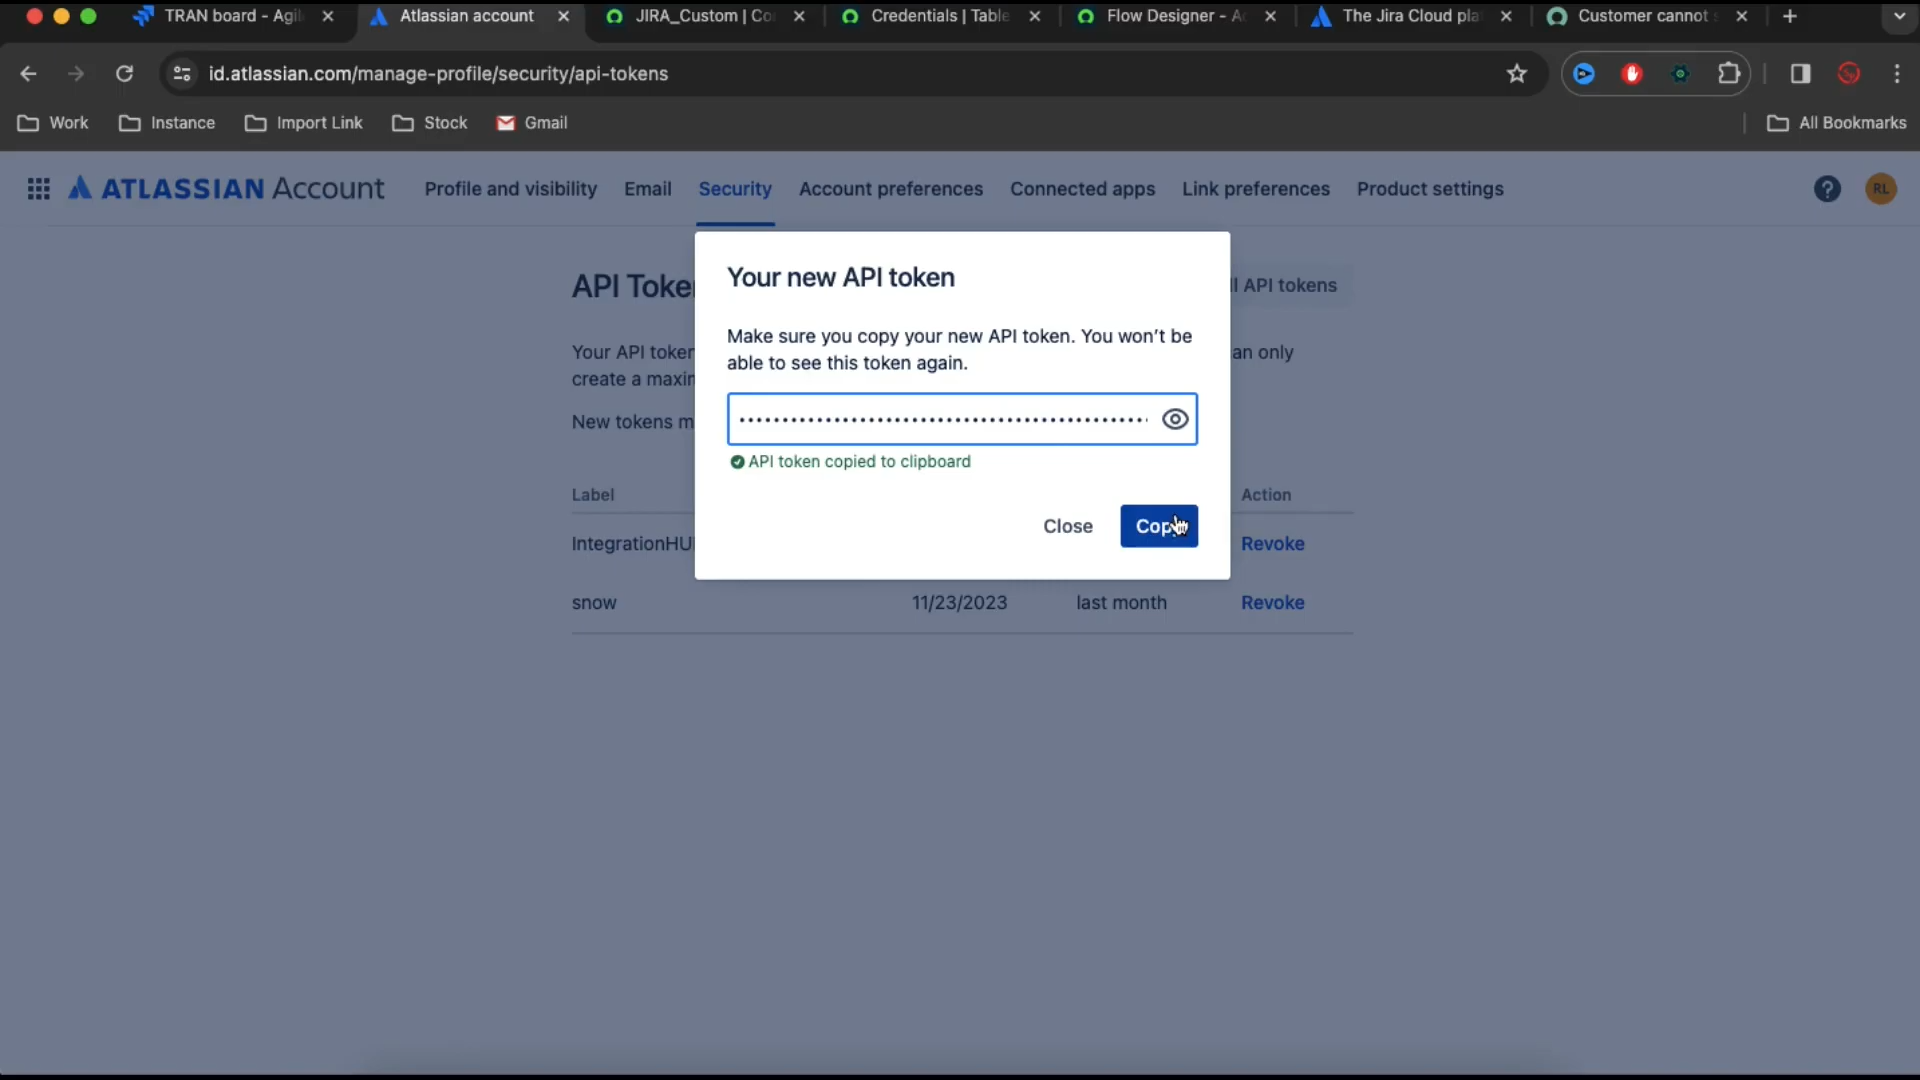 TRAN board - Agil
Atlassian account
JIRA_Custom | Co
Credentials | Table
Flow Designer - A
The Jira Cloud pla
Customer cannot s
id.atlassian.com/manage-profile/security/api-tokens
Work
Instance
Import Link
Stock
Gmail
All Bookmarks
ATLASSIAN Account
Profile and visibility
Email
Security
Account preferences
Connected apps
Link preferences
Product settings
RL
API Toke
ll API tokens
Your new API token
Make sure you copy your new API token. You won't be
able to see this token again.
Your API token
an only
create a maxin
New tokens m
API token copied to clipboard
Label
Action
Close
Copy
IntegrationHU
Revoke
snow
11/23/2023
last month
Revoke